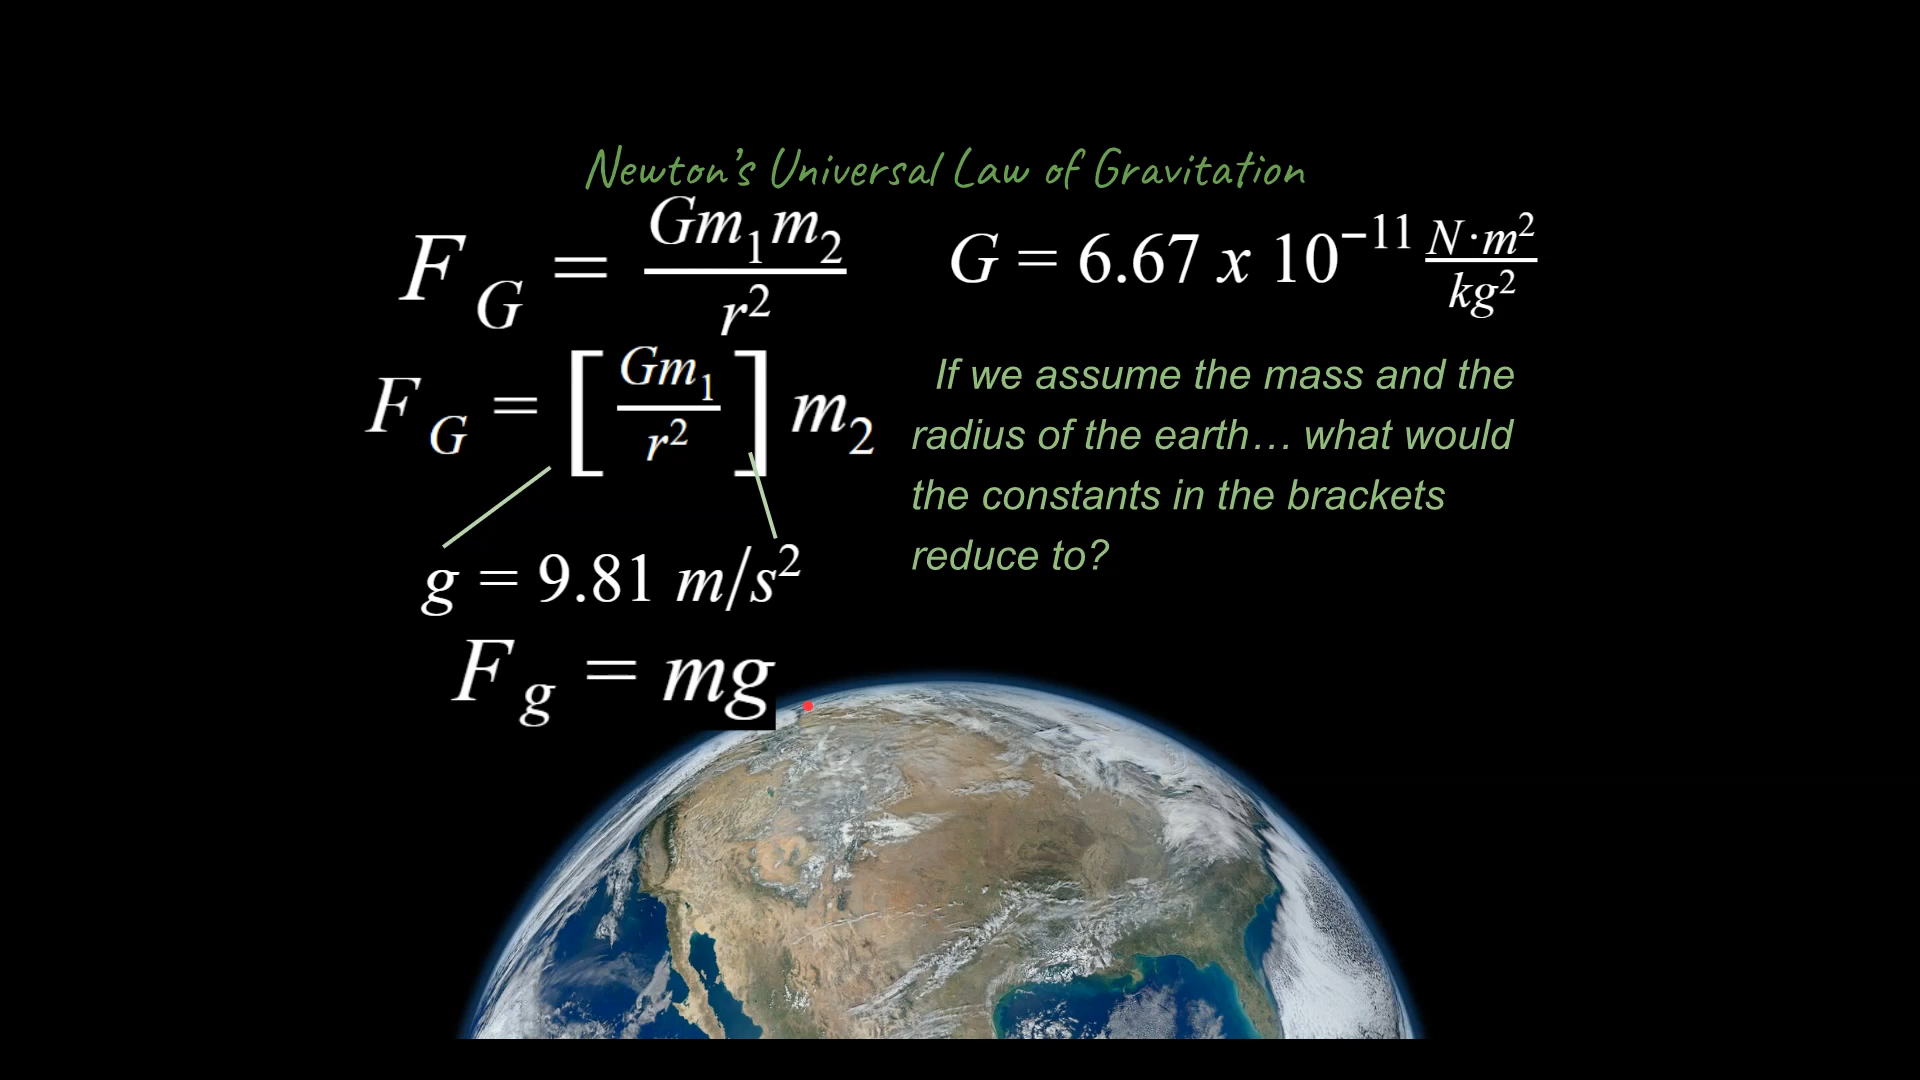 Newton's Universal Law of Gravitation
F_G = Gm₁m₂ / r²
G = 6.67 x 10⁻¹¹ N·m² / kg²
F_G = [Gm₁ / r²] m₂
If we assume the mass and the
radius of the earth… what would
the constants in the brackets
reduce to?
g = 9.81 m/s²
F_g = mg